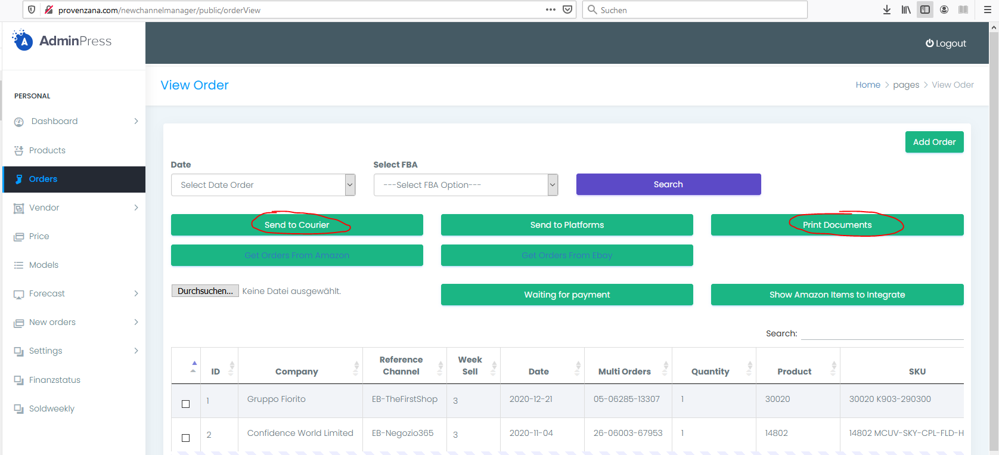 provenzana.com/newchannelmanager/public/orderView
Suchen
AdminPress
Logout
View Order
Home > pages > View Oder
PERSONAL
Dashboard
Products
Orders
Vendor
Price
Models
Forecast
New orders
Settings
Finanzstatus
Soldweekly
Add Order
Date
Select FBA
Select Date Order
---Select FBA Option---
Search
Send to Courier
Send to Platforms
Print Documents
Get Orders From Amazon
Get Orders From Ebay
Durchsuchen... Keine Datei ausgewählt.
Waiting for payment
Show Amazon Items to Integrate
Search:
ID Company Reference Channel Week Sell Date Multi Orders Quantity Product SKU
1 Gruppo Fiorito EB-TheFirstShop 3 2020-12-21 05-06285-13307 1 30020 30020 K903-290300
2 Confidence World Limited EB-Negozio365 3 2020-11-04 26-06003-67953 1 14802 14802 MCUV-SKY-CPL-FLD-H